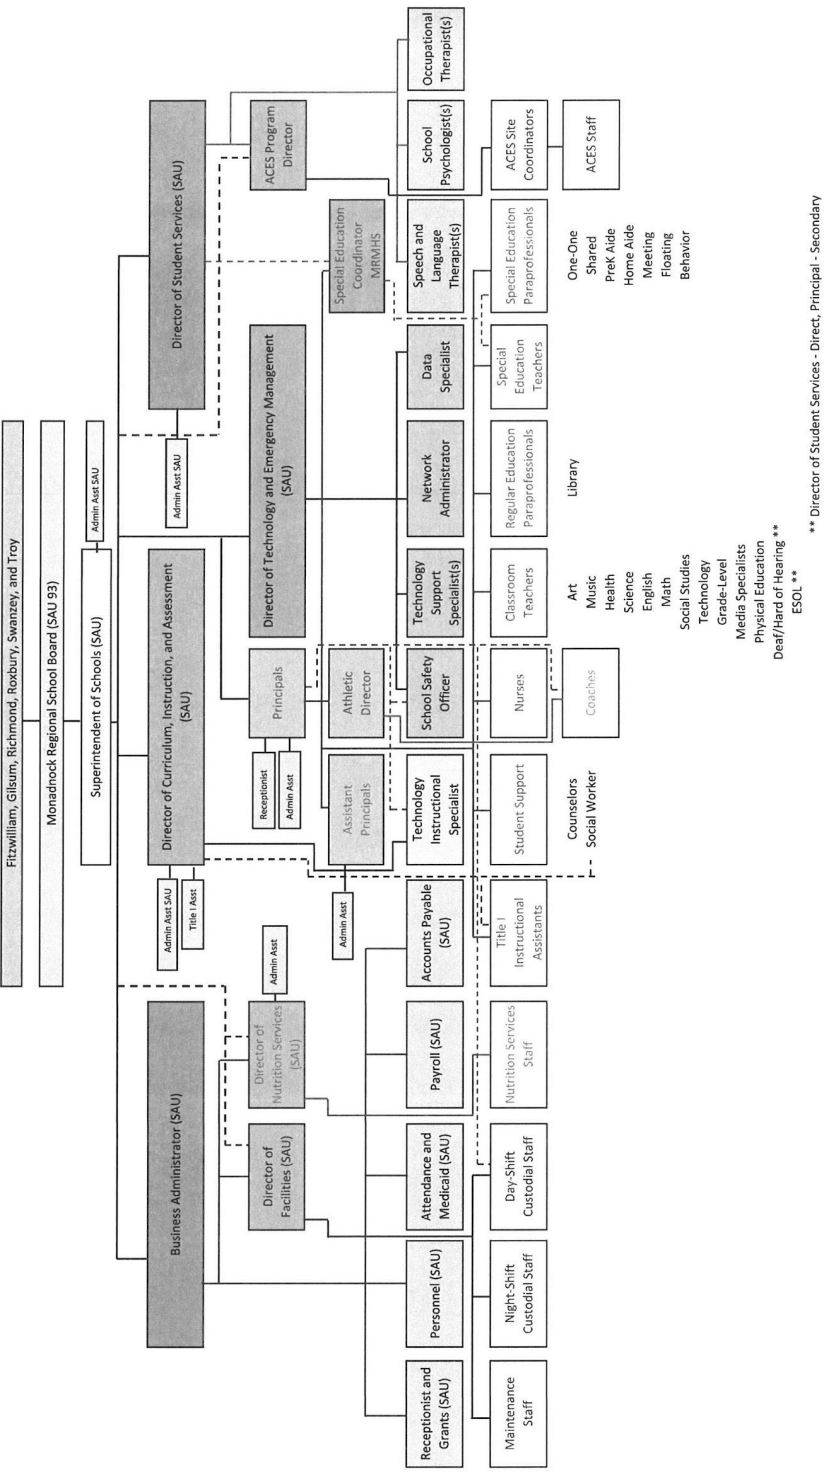 Fitzwilliam, Gilsum, Richmond, Roxbury, Swanzey, and Troy
Monadnock Regional School Board (SAU 93)
Superintendent of Schools (SAU)
Admin Asst SAU
Business Administrator (SAU)
Director of Curriculum, Instruction, and Assessment
(SAU)
Director of Student Services (SAU)
Admin Asst SAU
Title I Asst
Admin Asst SAU
Director of
Facilities (SAU)
Director of
Nutrition Services
(SAU)
Admin Asst
Principals
Receptionist
Admin Asst
Director of Technology and Emergency Management
(SAU)
ACES Program
Director
Assistant
Principals
Admin Asst
Athletic
Director
Special Education
Coordinator
MRMHS
Receptionist and
Grants (SAU)
Personnel (SAU)
Attendance and
Medicaid (SAU)
Payroll (SAU)
Accounts Payable
(SAU)
Technology
Instructional
Specialist
School Safety
Officer
Technology
Support
Specialist(s)
Network
Administrator
Data
Specialist
Speech and
Language
Therapist(s)
School
Psychologist(s)
Occupational
Therapist(s)
Maintenance
Staff
Night-Shift
Custodial Staff
Day-Shift
Custodial Staff
Nutrition Services
Staff
Title I
Instructional
Assistants
Student Support
Nurses
Classroom
Teachers
Regular Education
Paraprofessionals
Special
Education
Teachers
Special Education
Paraprofessionals
ACES Site
Coordinators
Counselors
Social Worker
Coaches
Art
Music
Health
Science
English
Math
Social Studies
Technology
Grade-Level
Media Specialists
Physical Education
Deaf/Hard of Hearing **
ESOL **
Library
One-One
Shared
PreK Aide
Home Aide
Meeting
Floating
Behavior
ACES Staff
** Director of Student Services - Direct, Principal - Secondary